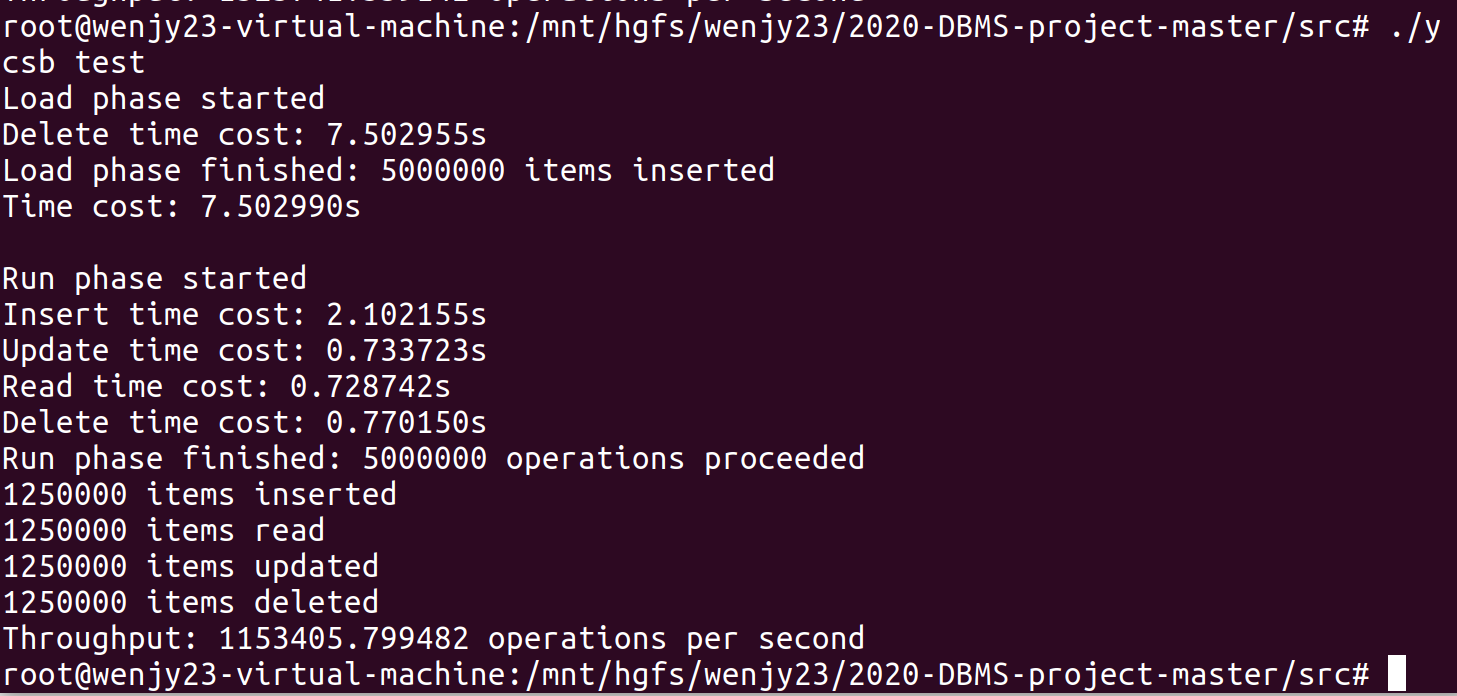 root@wenjy23-virtual-machine:/mnt/hgfs/wenjy23/2020-DBMS-project-master/src# ./y
csb test
Load phase started
Delete time cost: 7.502955s
Load phase finished: 5000000 items inserted
Time cost: 7.502990s
Run phase started
Insert time cost: 2.102155s
Update time cost: 0.733723s
Read time cost: 0.728742s
Delete time cost: 0.770150s
Run phase finished: 5000000 operations proceeded
1250000 items inserted
1250000 items read
1250000 items updated
1250000 items deleted
Throughput: 1153405.799482 operations per second
root@wenjy23-virtual-machine:/mnt/hgfs/wenjy23/2020-DBMS-project-master/src#